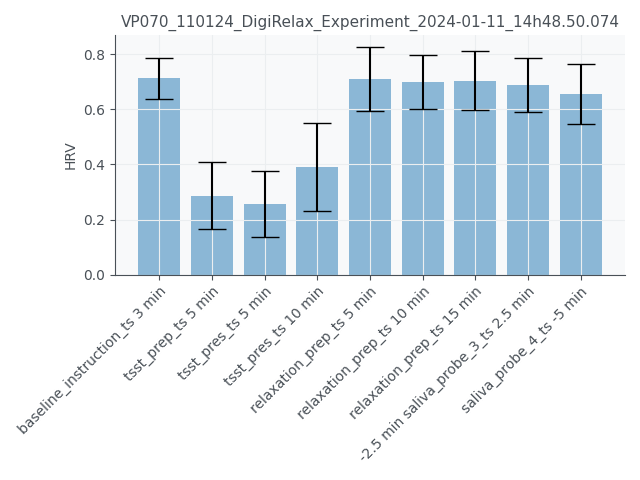 VP070_110124_DigiRelax_Experiment_2024-01-11_14h48.50.074
0.8
0.6
0.4
0.2
0.0
HRV
baseline_instruction_ts 3 min
tsst_prep_ts 5 min
tsst_pres_ts 5 min
tsst_pres_ts 10 min
relaxation_prep_ts 5 min
relaxation_prep_ts 10 min
relaxation_prep_ts 15 min
-2.5 min saliva_probe_3_ts 2.5 min
saliva_probe_4_ts -5 min